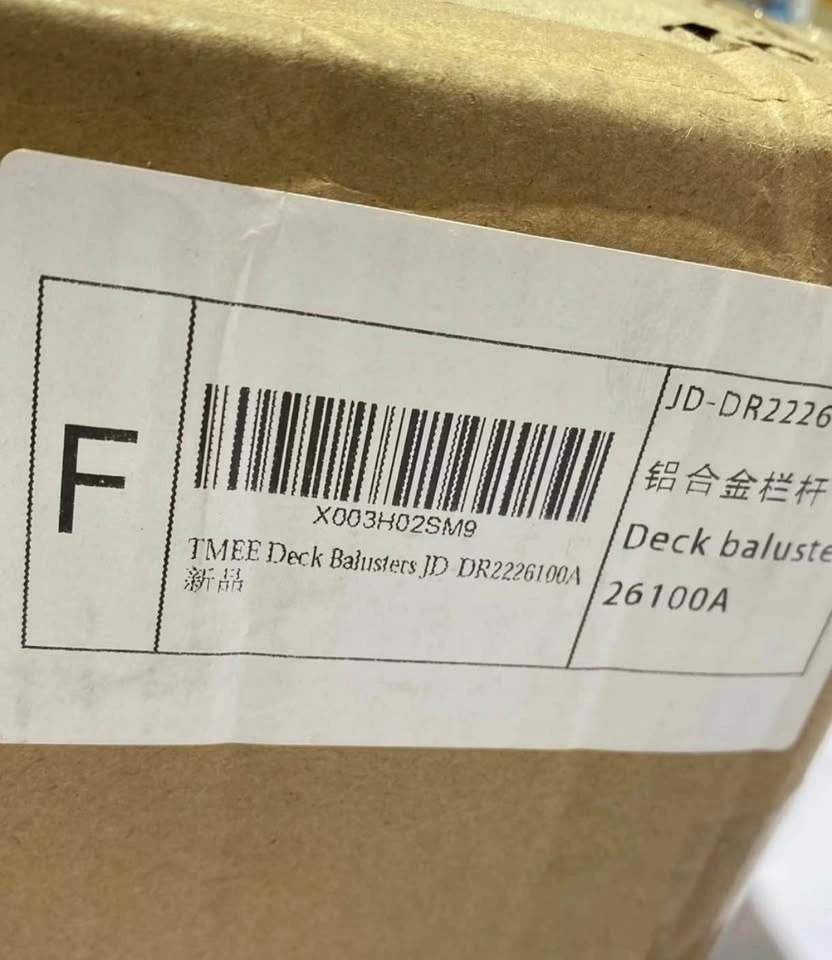 F
X003H02SM9
TMEE Deck Balusters JD-DR2226100A
新品
JD-DR2226
铝合金栏杆
Deck baluste
26100A